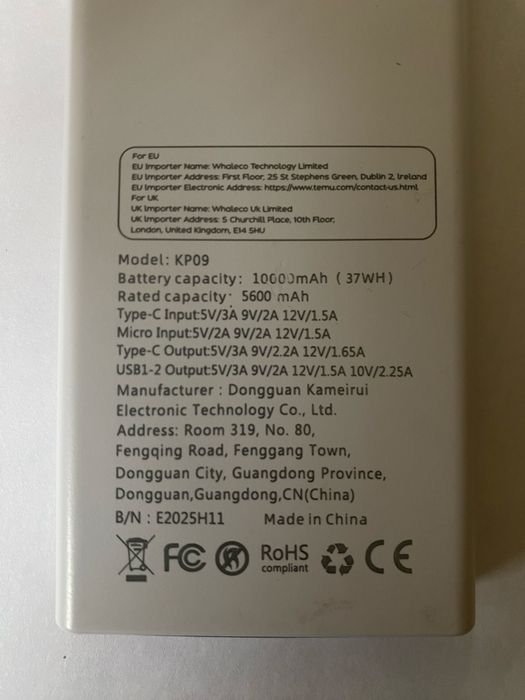 For EU
EU Importer Name: Whaleco Technology Limited
EU Importer Address: First Floor, 25 St Stephens Green, Dublin 2, Ireland
EU Importer Electronic Address: https://www.temu.com/contact-us.html
For UK
UK Importer Name: Whaleco Uk Limited
UK Importer Address: 5 Churchill Place, 10th Floor,
London, United Kingdom, E14 5HU
Model: KP09
Battery capacity: 10000mAh ( 37WH )
Rated capacity: 5600 mAh
Type-C Input:5V/3A 9V/2A 12V/1.5A
Micro Input:5V/2A 9V/2A 12V/1.5A
Type-C Output:5V/3A 9V/2.2A 12V/1.65A
USB1-2 Output:5V/3A 9V/2A 12V/1.5A 10V/2.25A
Manufacturer : Dongguan Kameirui
Electronic Technology Co., Ltd.
Address: Room 319, No. 80,
Fengqing Road, Fenggang Town,
Dongguan City, Guangdong Province,
Dongguan,Guangdong,CN(China)
B/N : E2025H11 Made in China
FC RoHS CE
compliant